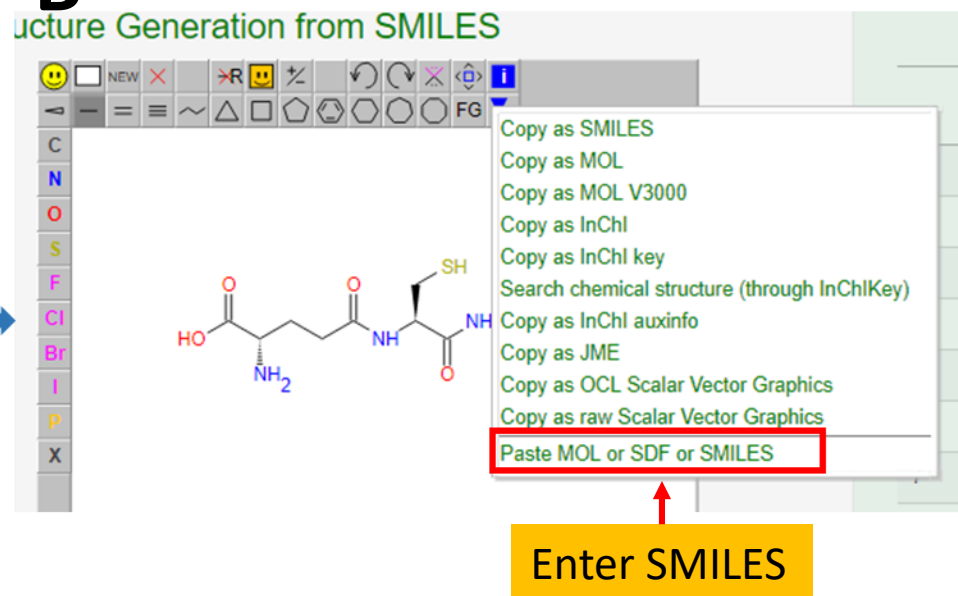 ucture Generation from SMILES
NEW
R
+/-
i
FG
C
N
O
S
F
Cl
Br
I
P
X
O
O
SH
HO
NH
NH
NH2
O
Copy as SMILES
Copy as MOL
Copy as MOL V3000
Copy as InChI
Copy as InChI key
Search chemical structure (through InChIKey)
Copy as InChI auxinfo
Copy as JME
Copy as OCL Scalar Vector Graphics
Copy as raw Scalar Vector Graphics
Paste MOL or SDF or SMILES
Enter SMILES